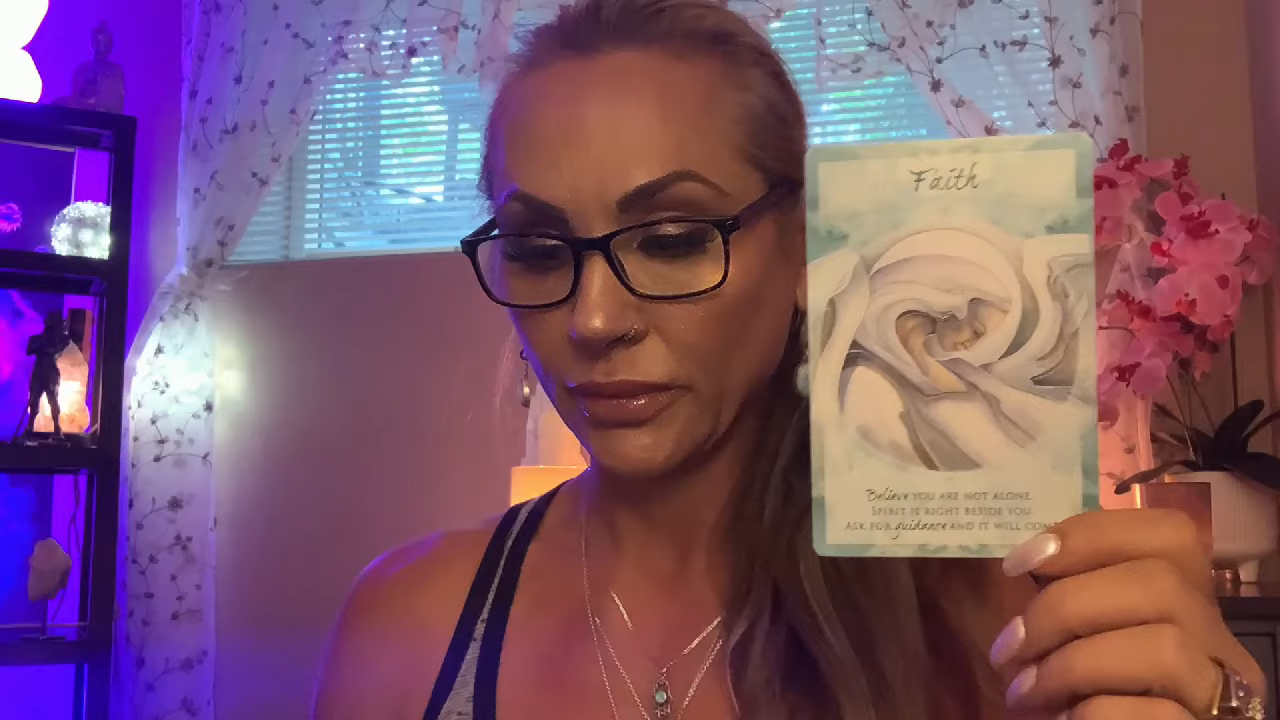 Faith
Believe YOU ARE NOT ALONE.
SPIRIT IS RIGHT BESIDE YOU.
ASK FOR guidance AND IT WILL